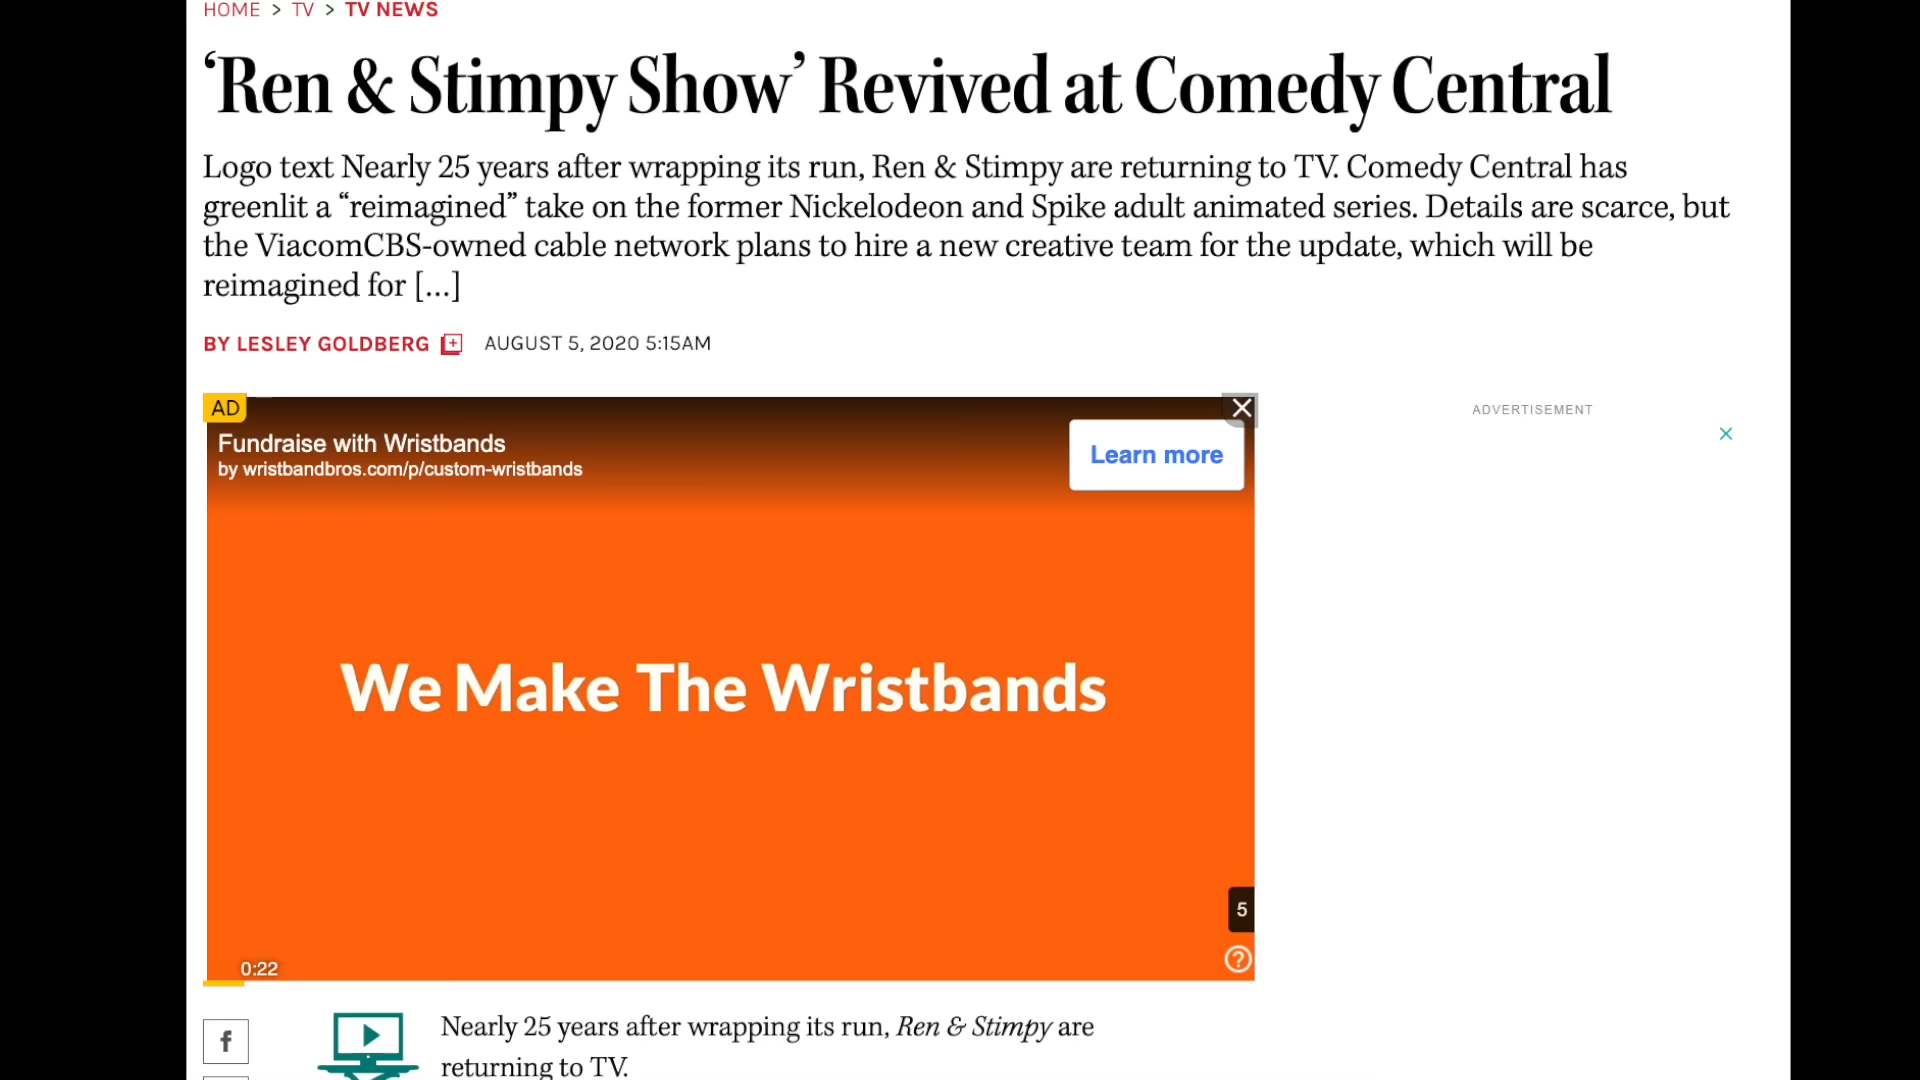 HOME > TV > TV NEWS
‘Ren & Stimpy Show’ Revived at Comedy Central
Logo text Nearly 25 years after wrapping its run, Ren & Stimpy are returning to TV. Comedy Central has
greenlit a “reimagined” take on the former Nickelodeon and Spike adult animated series. Details are scarce, but
the ViacomCBS-owned cable network plans to hire a new creative team for the update, which will be
reimagined for [...]
BY LESLEY GOLDBERG + AUGUST 5, 2020 5:15AM
AD
ADVERTISEMENT
Fundraise with Wristbands
by wristbandbros.com/p/custom-wristbands
Learn more
We Make The Wristbands
5
0:22
?
f
Nearly 25 years after wrapping its run, Ren & Stimpy are
returning to TV.